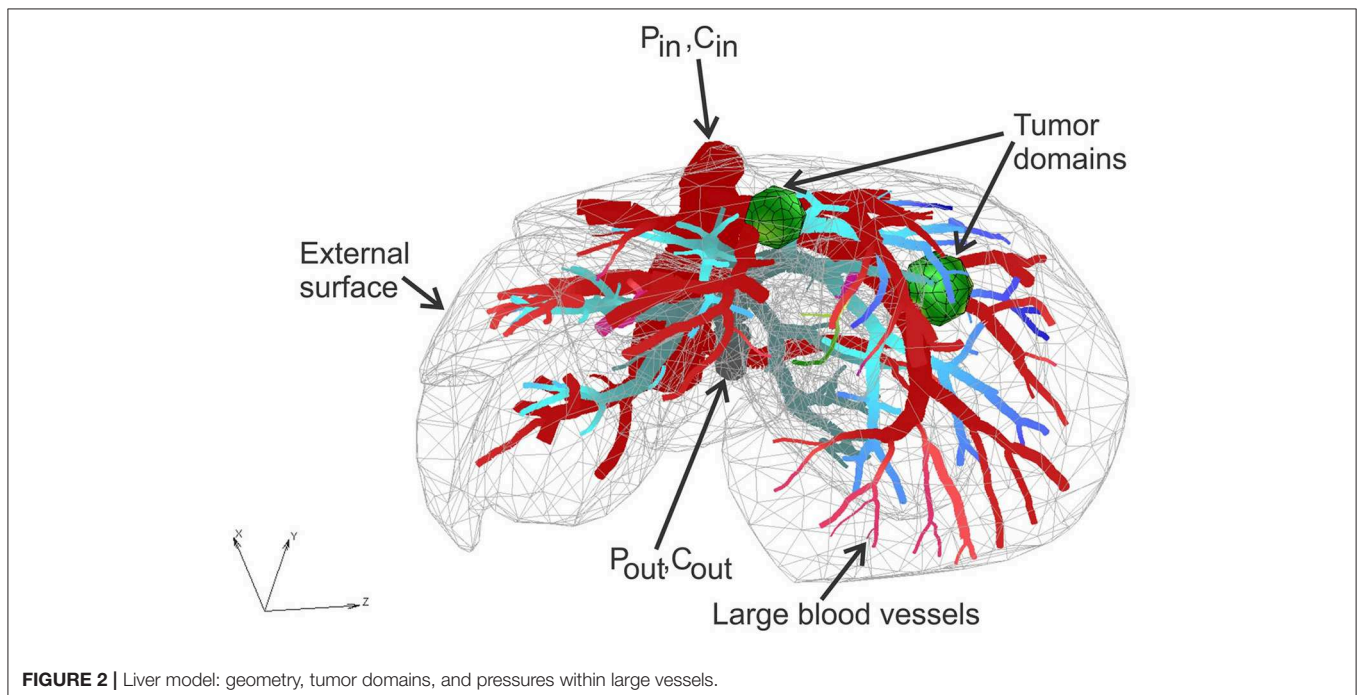 Pin,Cin
Tumor
domains
External
surface
Pout,Cout
Large blood vessels
X
Y
Z
FIGURE 2 | Liver model: geometry, tumor domains, and pressures within large vessels.